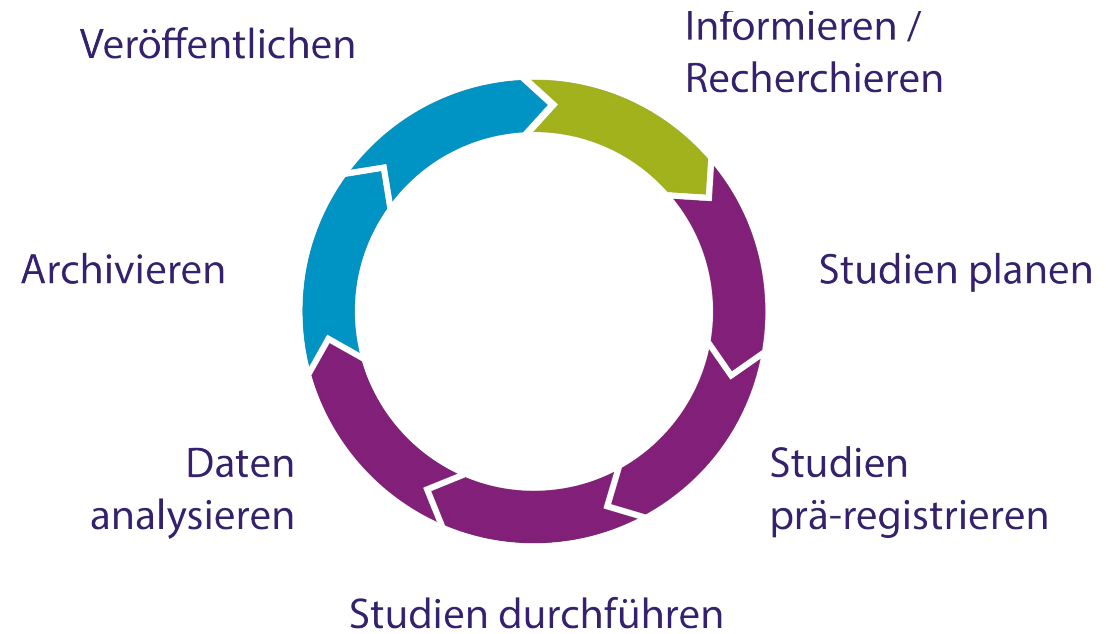 Veröffentlichen
Informieren /
Recherchieren
Archivieren
Studien planen
Daten
analysieren
Studien
prä-registrieren
Studien durchführen